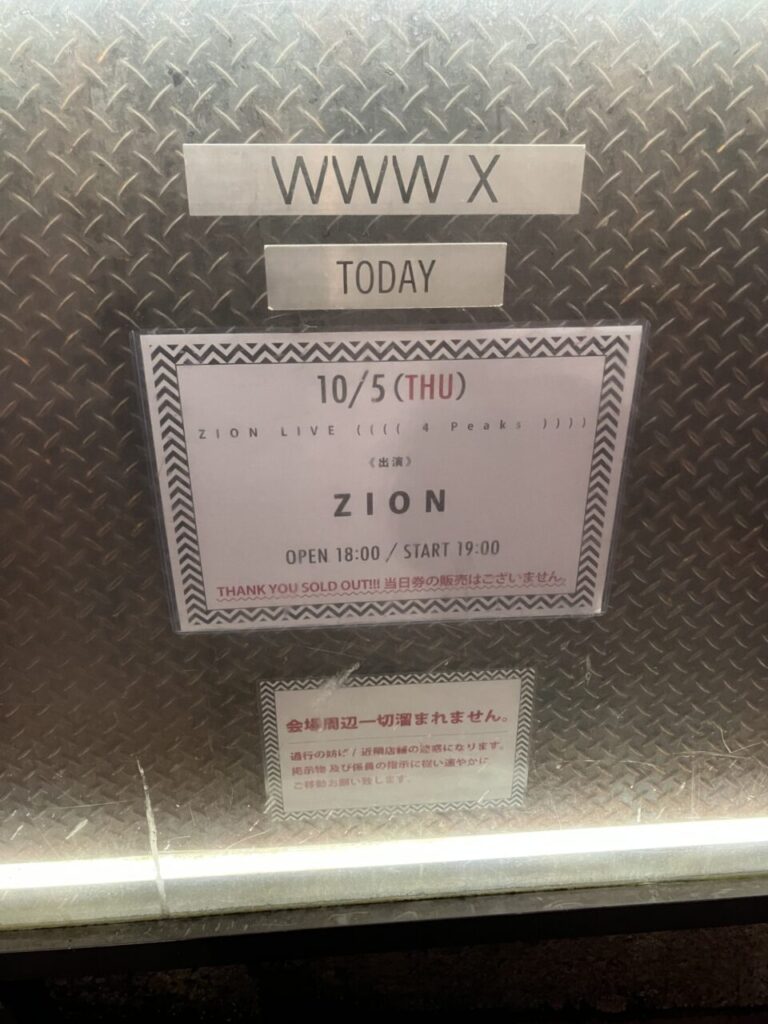 WWW X
TODAY
10/5(THU)
ZION LIVE (((( 4 Peaks ))))
《出演》
ZION
OPEN 18:00 / START 19:00
THANK YOU SOLD OUT!!! 当日券の販売はございません。
会場周辺一切溜まれません。
通行の妨げ / 近隣店舗の迷惑になります。
掲示物 及び係員の指示に従い速やかに
ご移動お願い致します。